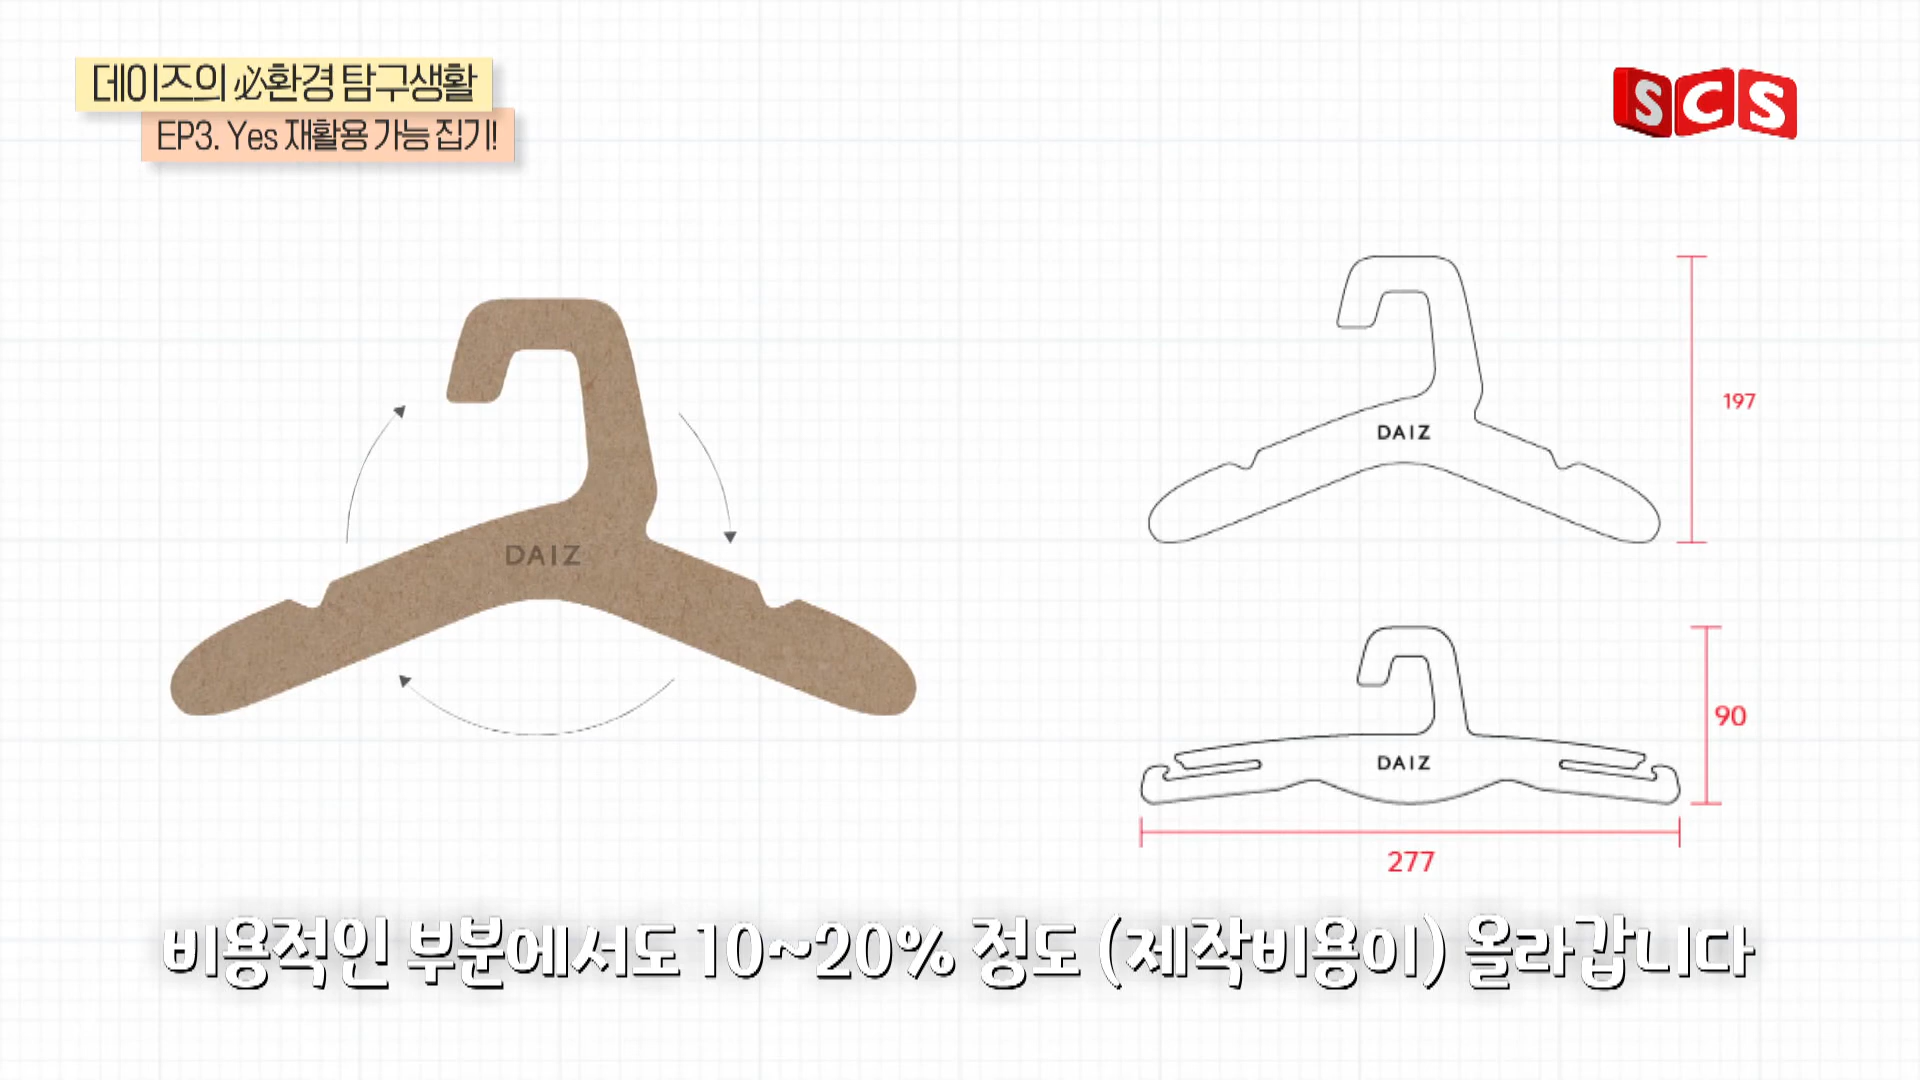 데이즈의 必환경 탐구생활
EP3. Yes 재활용 가능 집기!
SCS
DAIZ
DAIZ
197
DAIZ
90
277
비용적인 부분에서도 10~20% 정도 (제작비용이) 올라갑니다